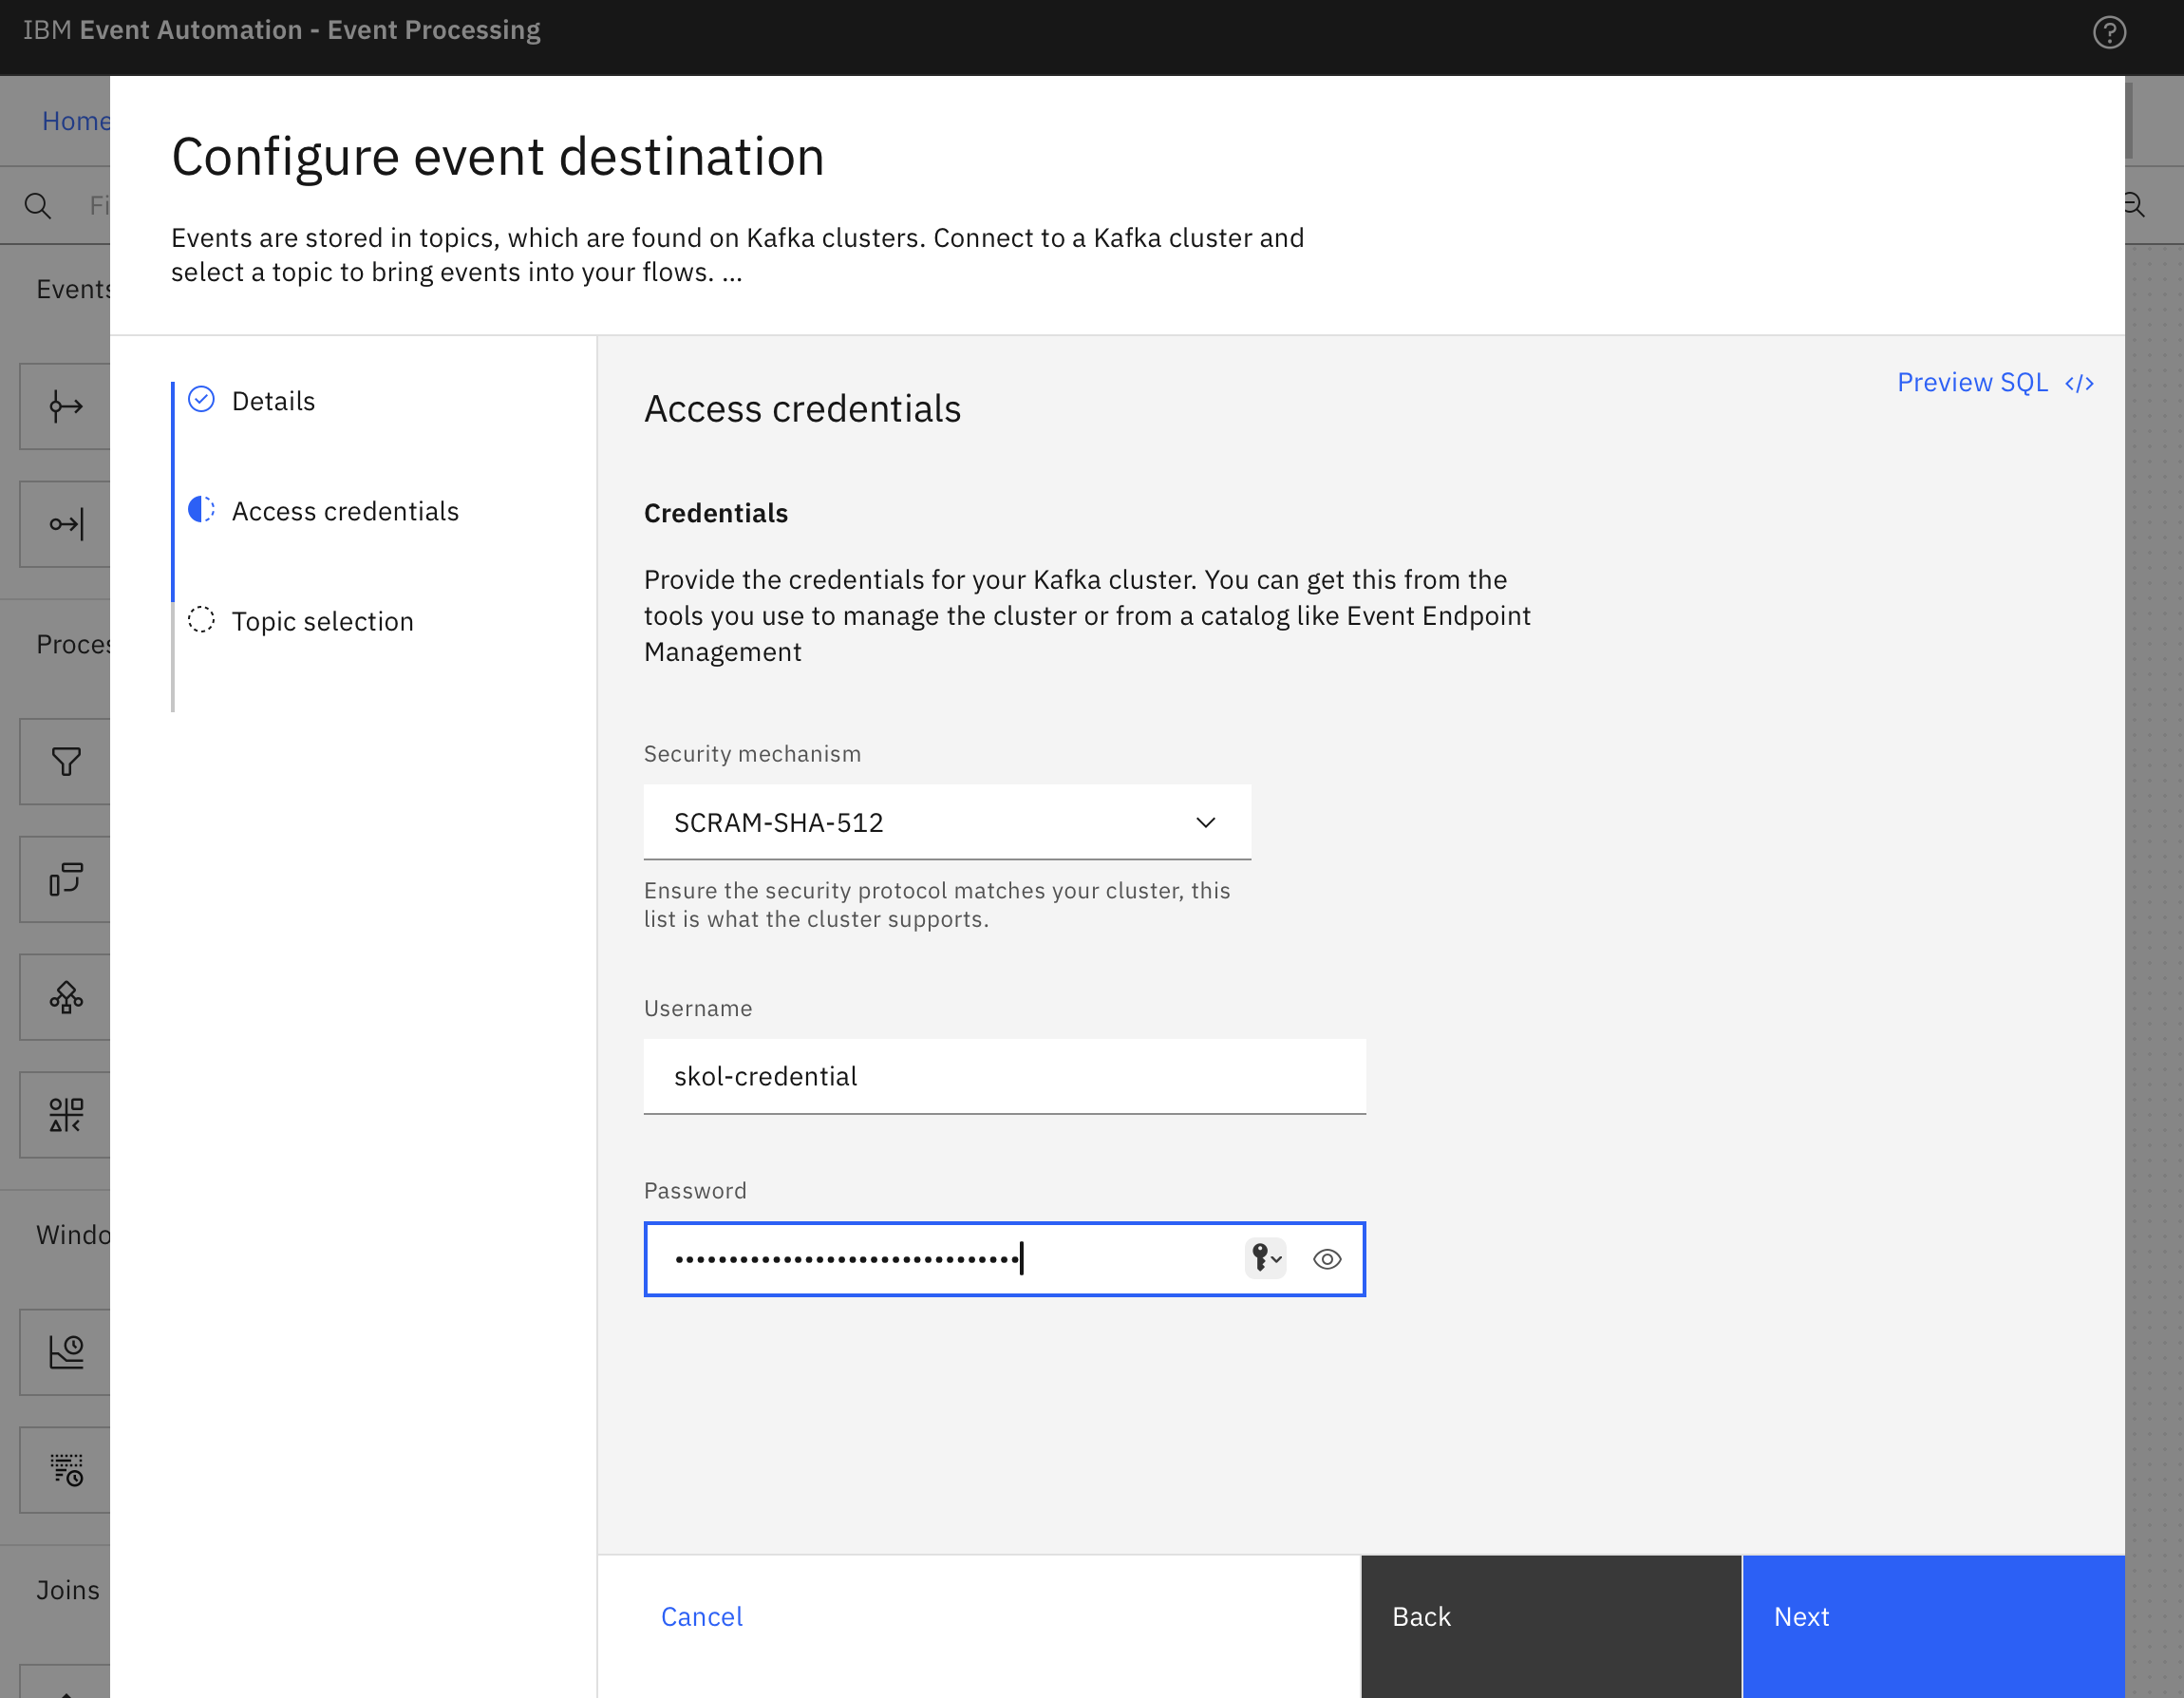 IBM Event Automation - Event Processing
Home
Configure event destination
Events are stored in topics, which are found on Kafka clusters. Connect to a Kafka cluster and
select a topic to bring events into your flows. ...
Fi
Events
Proces
Windo
Joins
Details
Access credentials
Topic selection
Preview SQL </>
Access credentials
Credentials
Provide the credentials for your Kafka cluster. You can get this from the
tools you use to manage the cluster or from a catalog like Event Endpoint
Management
Security mechanism
SCRAM-SHA-512
Ensure the security protocol matches your cluster, this
list is what the cluster supports.
Username
skol-credential
Password
••••••••••••••••••••••••••••••••
Cancel
Back
Next